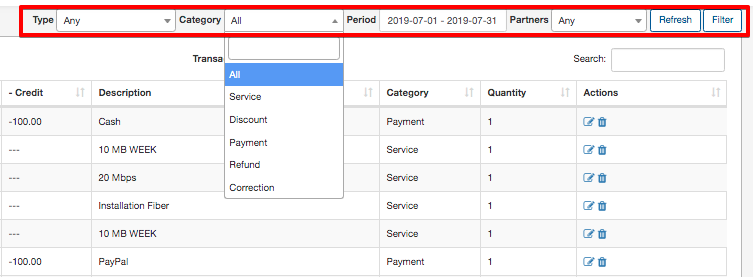 Type Any Category All Period 2019-07-01 - 2019-07-31 Partners Any Refresh Filter
Transa Search:
All
- Credit Description Category Quantity Actions
Service
-100.00 Cash Discount Payment 1
--- 10 MB WEEK Payment Service 1
Refund
--- 20 Mbps Service 1
Correction
--- Installation Fiber Service 1
--- 10 MB WEEK Service 1
-100.00 PayPal Payment 1